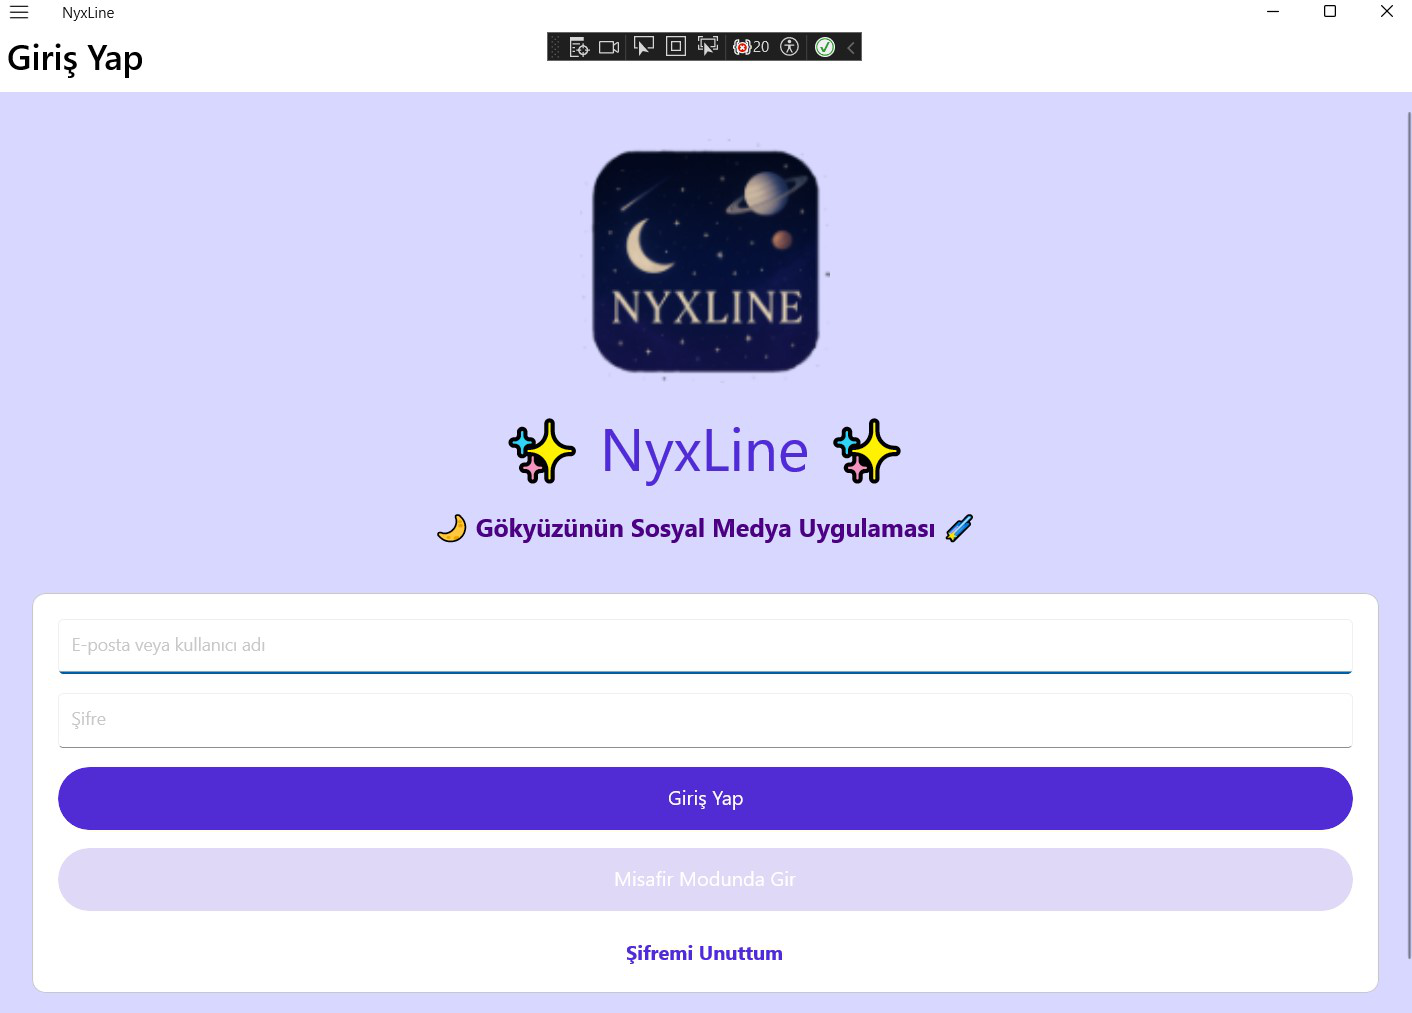 NyxLine
Giriş Yap
20
NYXLINE
NyxLine
Gökyüzünün Sosyal Medya Uygulaması
E-posta veya kullanıcı adı
Şifre
Giriş Yap
Misafir Modunda Gir
Şifremi Unuttum